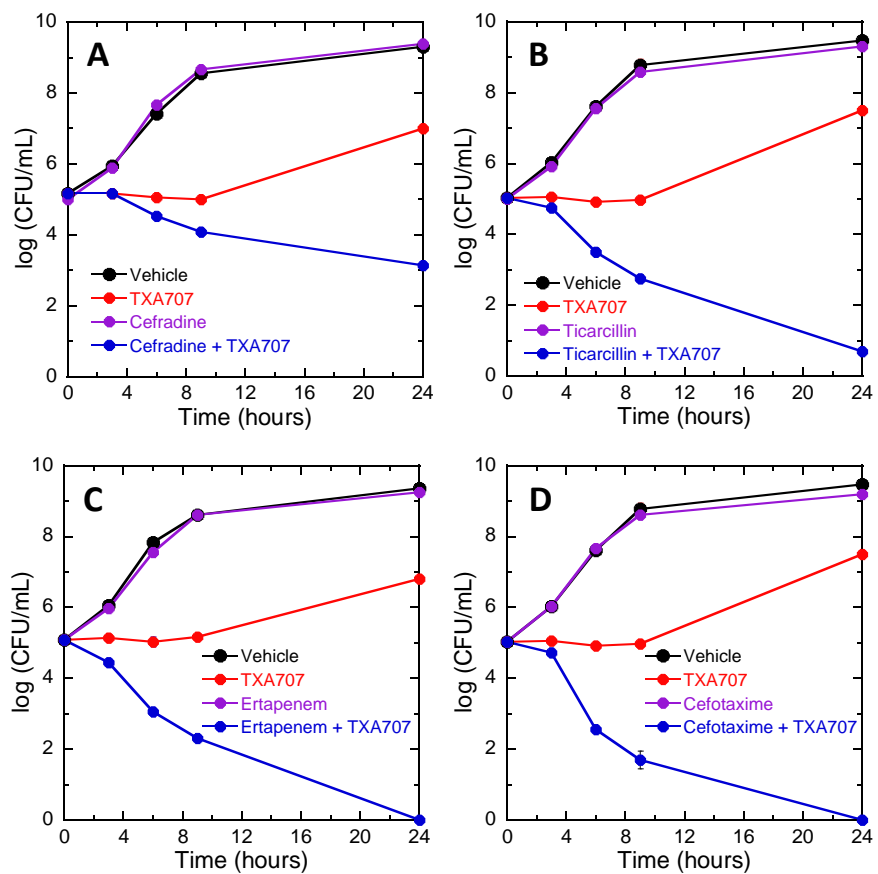 A
log (CFU/mL)
10
8
6
4
2
0
Vehicle
TXA707
Cefradine
Cefradine + TXA707
0 4 8 12 16 20 24
Time (hours)
B
log (CFU/mL)
10
8
6
4
2
0
Vehicle
TXA707
Ticarcillin
Ticarcillin + TXA707
0 4 8 12 16 20 24
Time (hours)
C
log (CFU/mL)
10
8
6
4
2
0
Vehicle
TXA707
Ertapenem
Ertapenem + TXA707
0 4 8 12 16 20 24
Time (hours)
D
log (CFU/mL)
10
8
6
4
2
0
Vehicle
TXA707
Cefotaxime
Cefotaxime + TXA707
0 4 8 12 16 20 24
Time (hours)